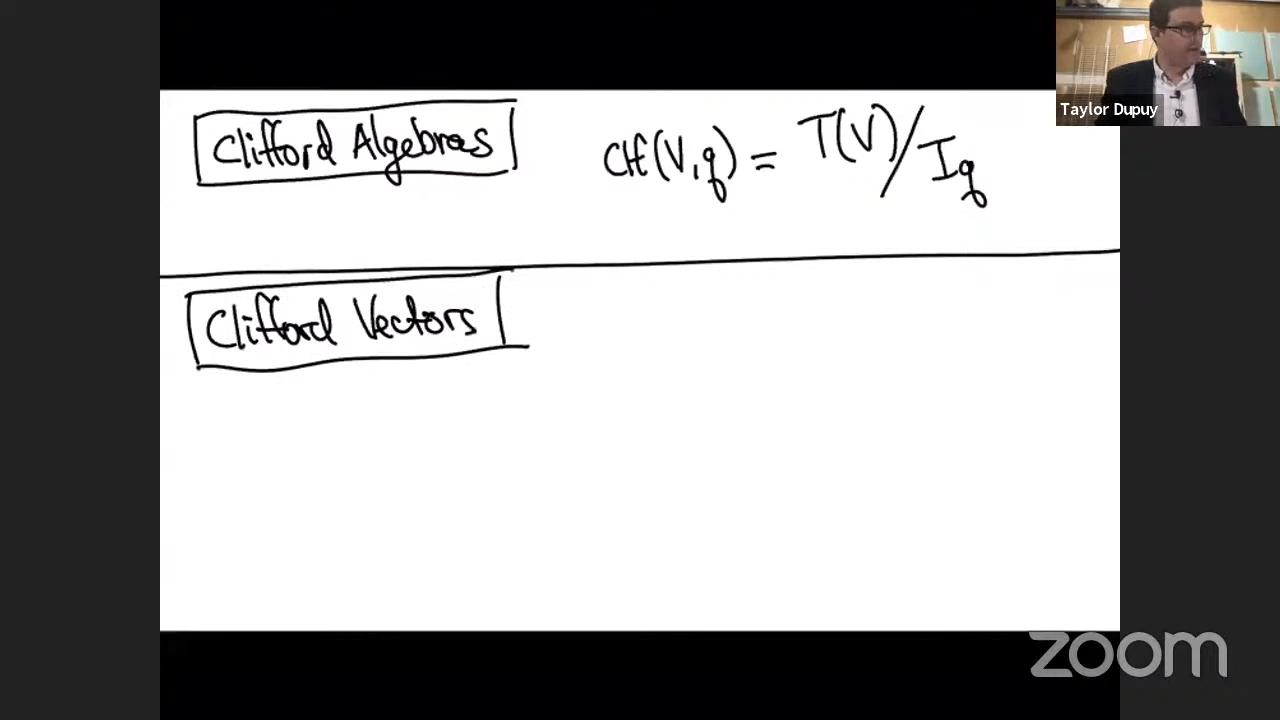 Clifford Algebras
Clf(V,q) = T(V)/Iq
Clifford Vectors
Taylor Dupuy
zoom